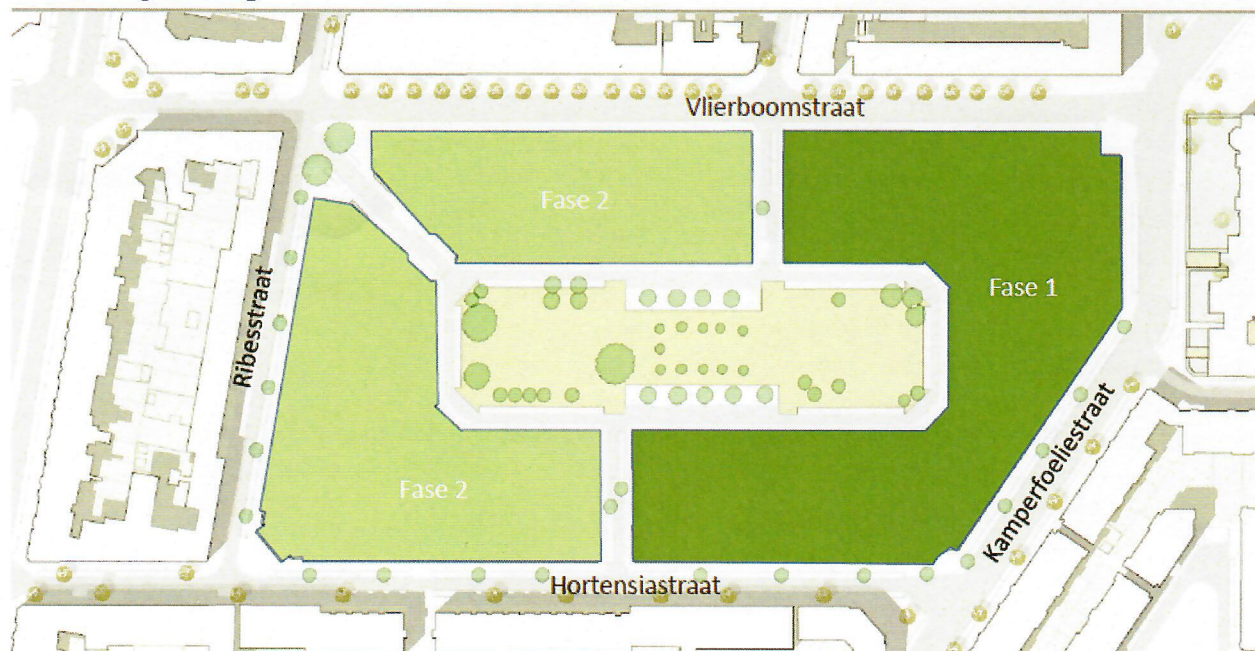 Vlierboomstraat
Fase 2
Fase 1
Ribesstraat
Kamperfoeliestraat
Fase 2
Hortensiastraat